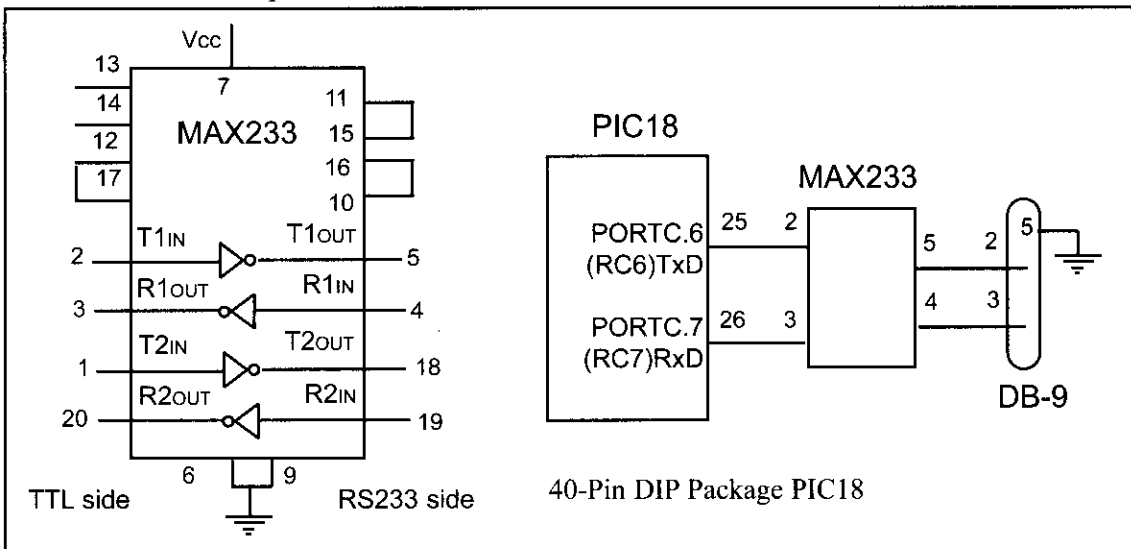 Vcc
13
7
14
11
MAX233
12
15
17
16
10
T1IN
T1OUT
2
5
R1OUT
R1IN
3
4
T2IN
T2OUT
1
18
R2OUT
R2IN
20
19
6
9
TTL side
RS233 side
PIC18
MAX233
PORTC.6
(RC6)TxD
25
2
5
2
5
PORTC.7
(RC7)RxD
26
3
4
3
DB-9
40-Pin DIP Package PIC18